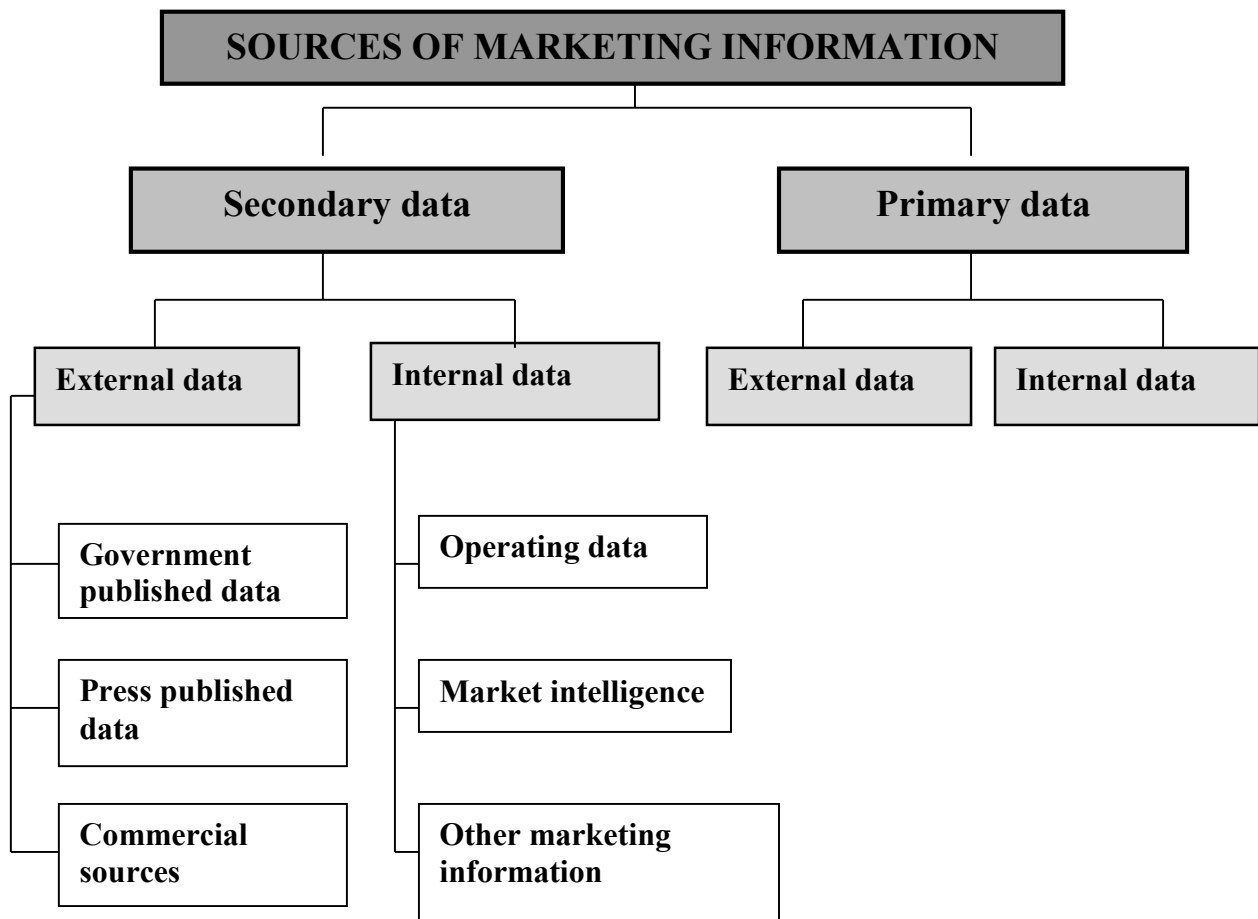 SOURCES OF MARKETING INFORMATION
Secondary data
Primary data
External data
Internal data
External data
Internal data
Government
published data
Operating data
Press published
data
Market intelligence
Commercial
sources
Other marketing
information